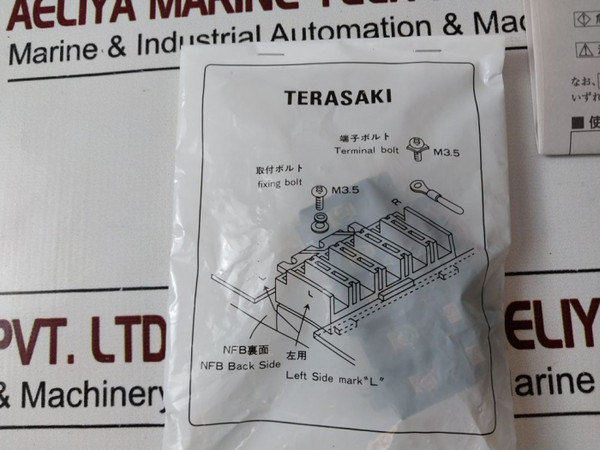 AELIYA MARINE
Marine & Industrial Automation & Mac
TERASAKI
端子ボルト
Terminal bolt
M3.5
取付ボルト
fixing bolt
M3.5
R
L
L
NFB裏面
NFB Back Side
左用
Left Side mark "L"
なお、
いずれ
■ 使
PVT. LTD
ELIY
& Machinery
arine &